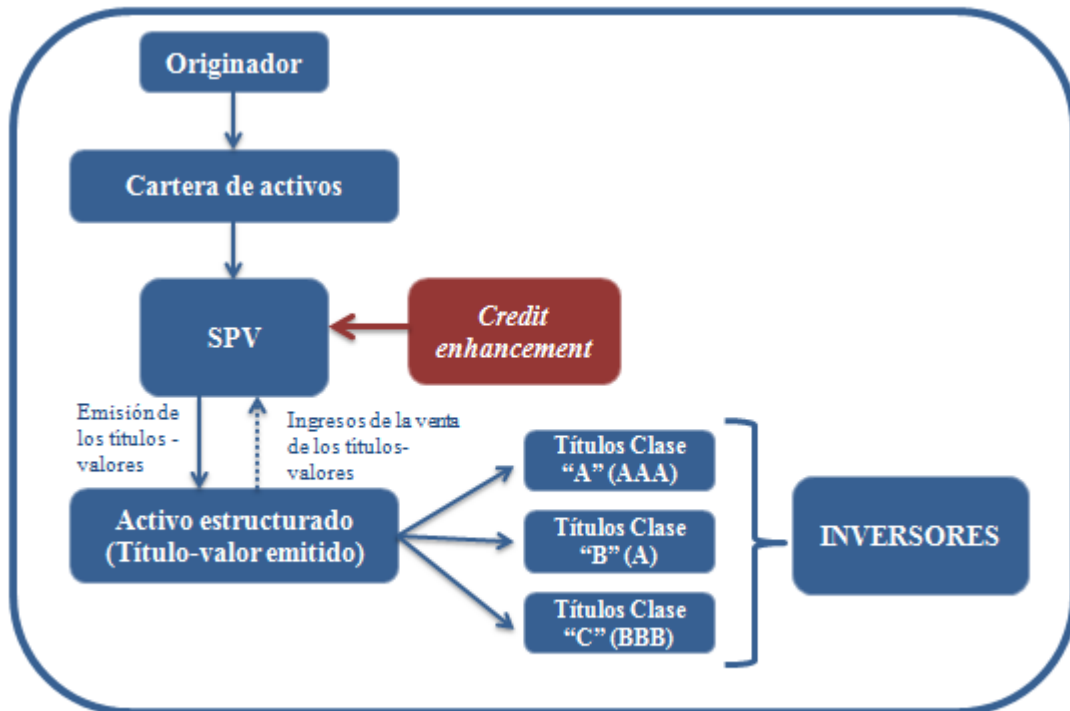 Originador
Cartera de activos
SPV
Credit
enhancement
Emisión de
los títulos -
valores
Ingresos de la venta
de los títulos-
valores
Activo estructurado
(Título-valor emitido)
Títulos Clase
“A” (AAA)
Títulos Clase
“B” (A)
Títulos Clase
“C” (BBB)
INVERSORES